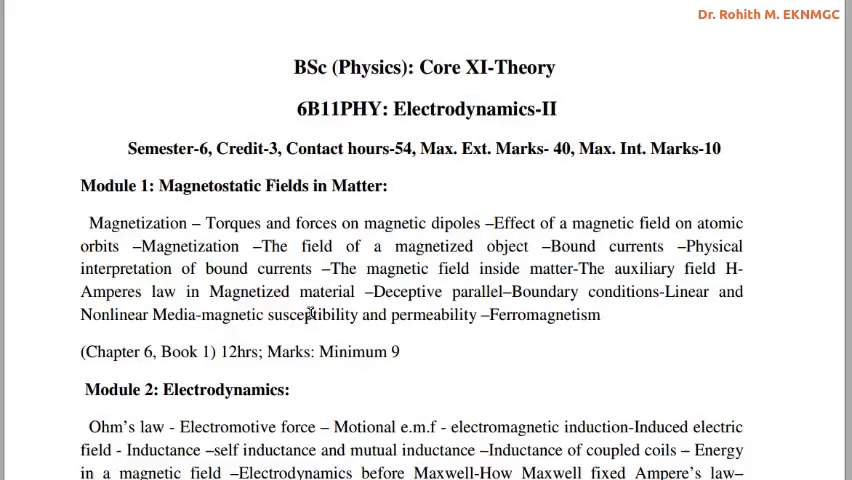 Dr. Rohith M. EKNMGC
BSc (Physics): Core XI-Theory
6B11PHY: Electrodynamics-II
Semester-6, Credit-3, Contact hours-54, Max. Ext. Marks- 40, Max. Int. Marks-10
Module 1: Magnetostatic Fields in Matter:
Magnetization – Torques and forces on magnetic dipoles –Effect of a magnetic field on atomic
orbits –Magnetization –The field of a magnetized object –Bound currents –Physical
interpretation of bound currents –The magnetic field inside matter-The auxiliary field H-
Amperes law in Magnetized material –Deceptive parallel–Boundary conditions-Linear and
Nonlinear Media-magnetic susceptibility and permeability –Ferromagnetism
(Chapter 6, Book 1) 12hrs; Marks: Minimum 9
Module 2: Electrodynamics:
Ohm's law - Electromotive force – Motional e.m.f - electromagnetic induction-Induced electric
field - Inductance –self inductance and mutual inductance –Inductance of coupled coils – Energy
in a magnetic field –Electrodynamics before Maxwell-How Maxwell fixed Ampere's law–